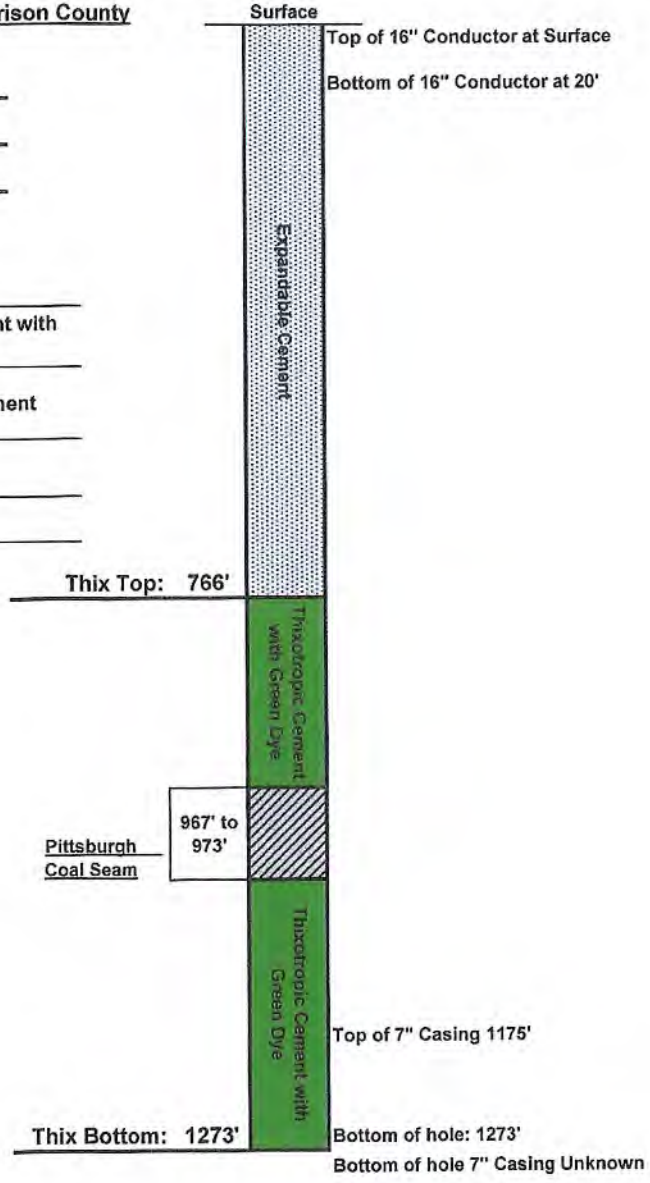 rison County
Surface
Top of 16" Conductor at Surface
Bottom of 16" Conductor at 20'
Expandable Cement
nt with
nent
Thix Top: 766'
Thixotropic Cement
with Green Dye
967' to
973'
Pittsburgh
Coal Seam
Thixotropic Cement with
Green Dye
Top of 7" Casing 1175'
Thix Bottom: 1273'
Bottom of hole: 1273'
Bottom of hole 7" Casing Unknown